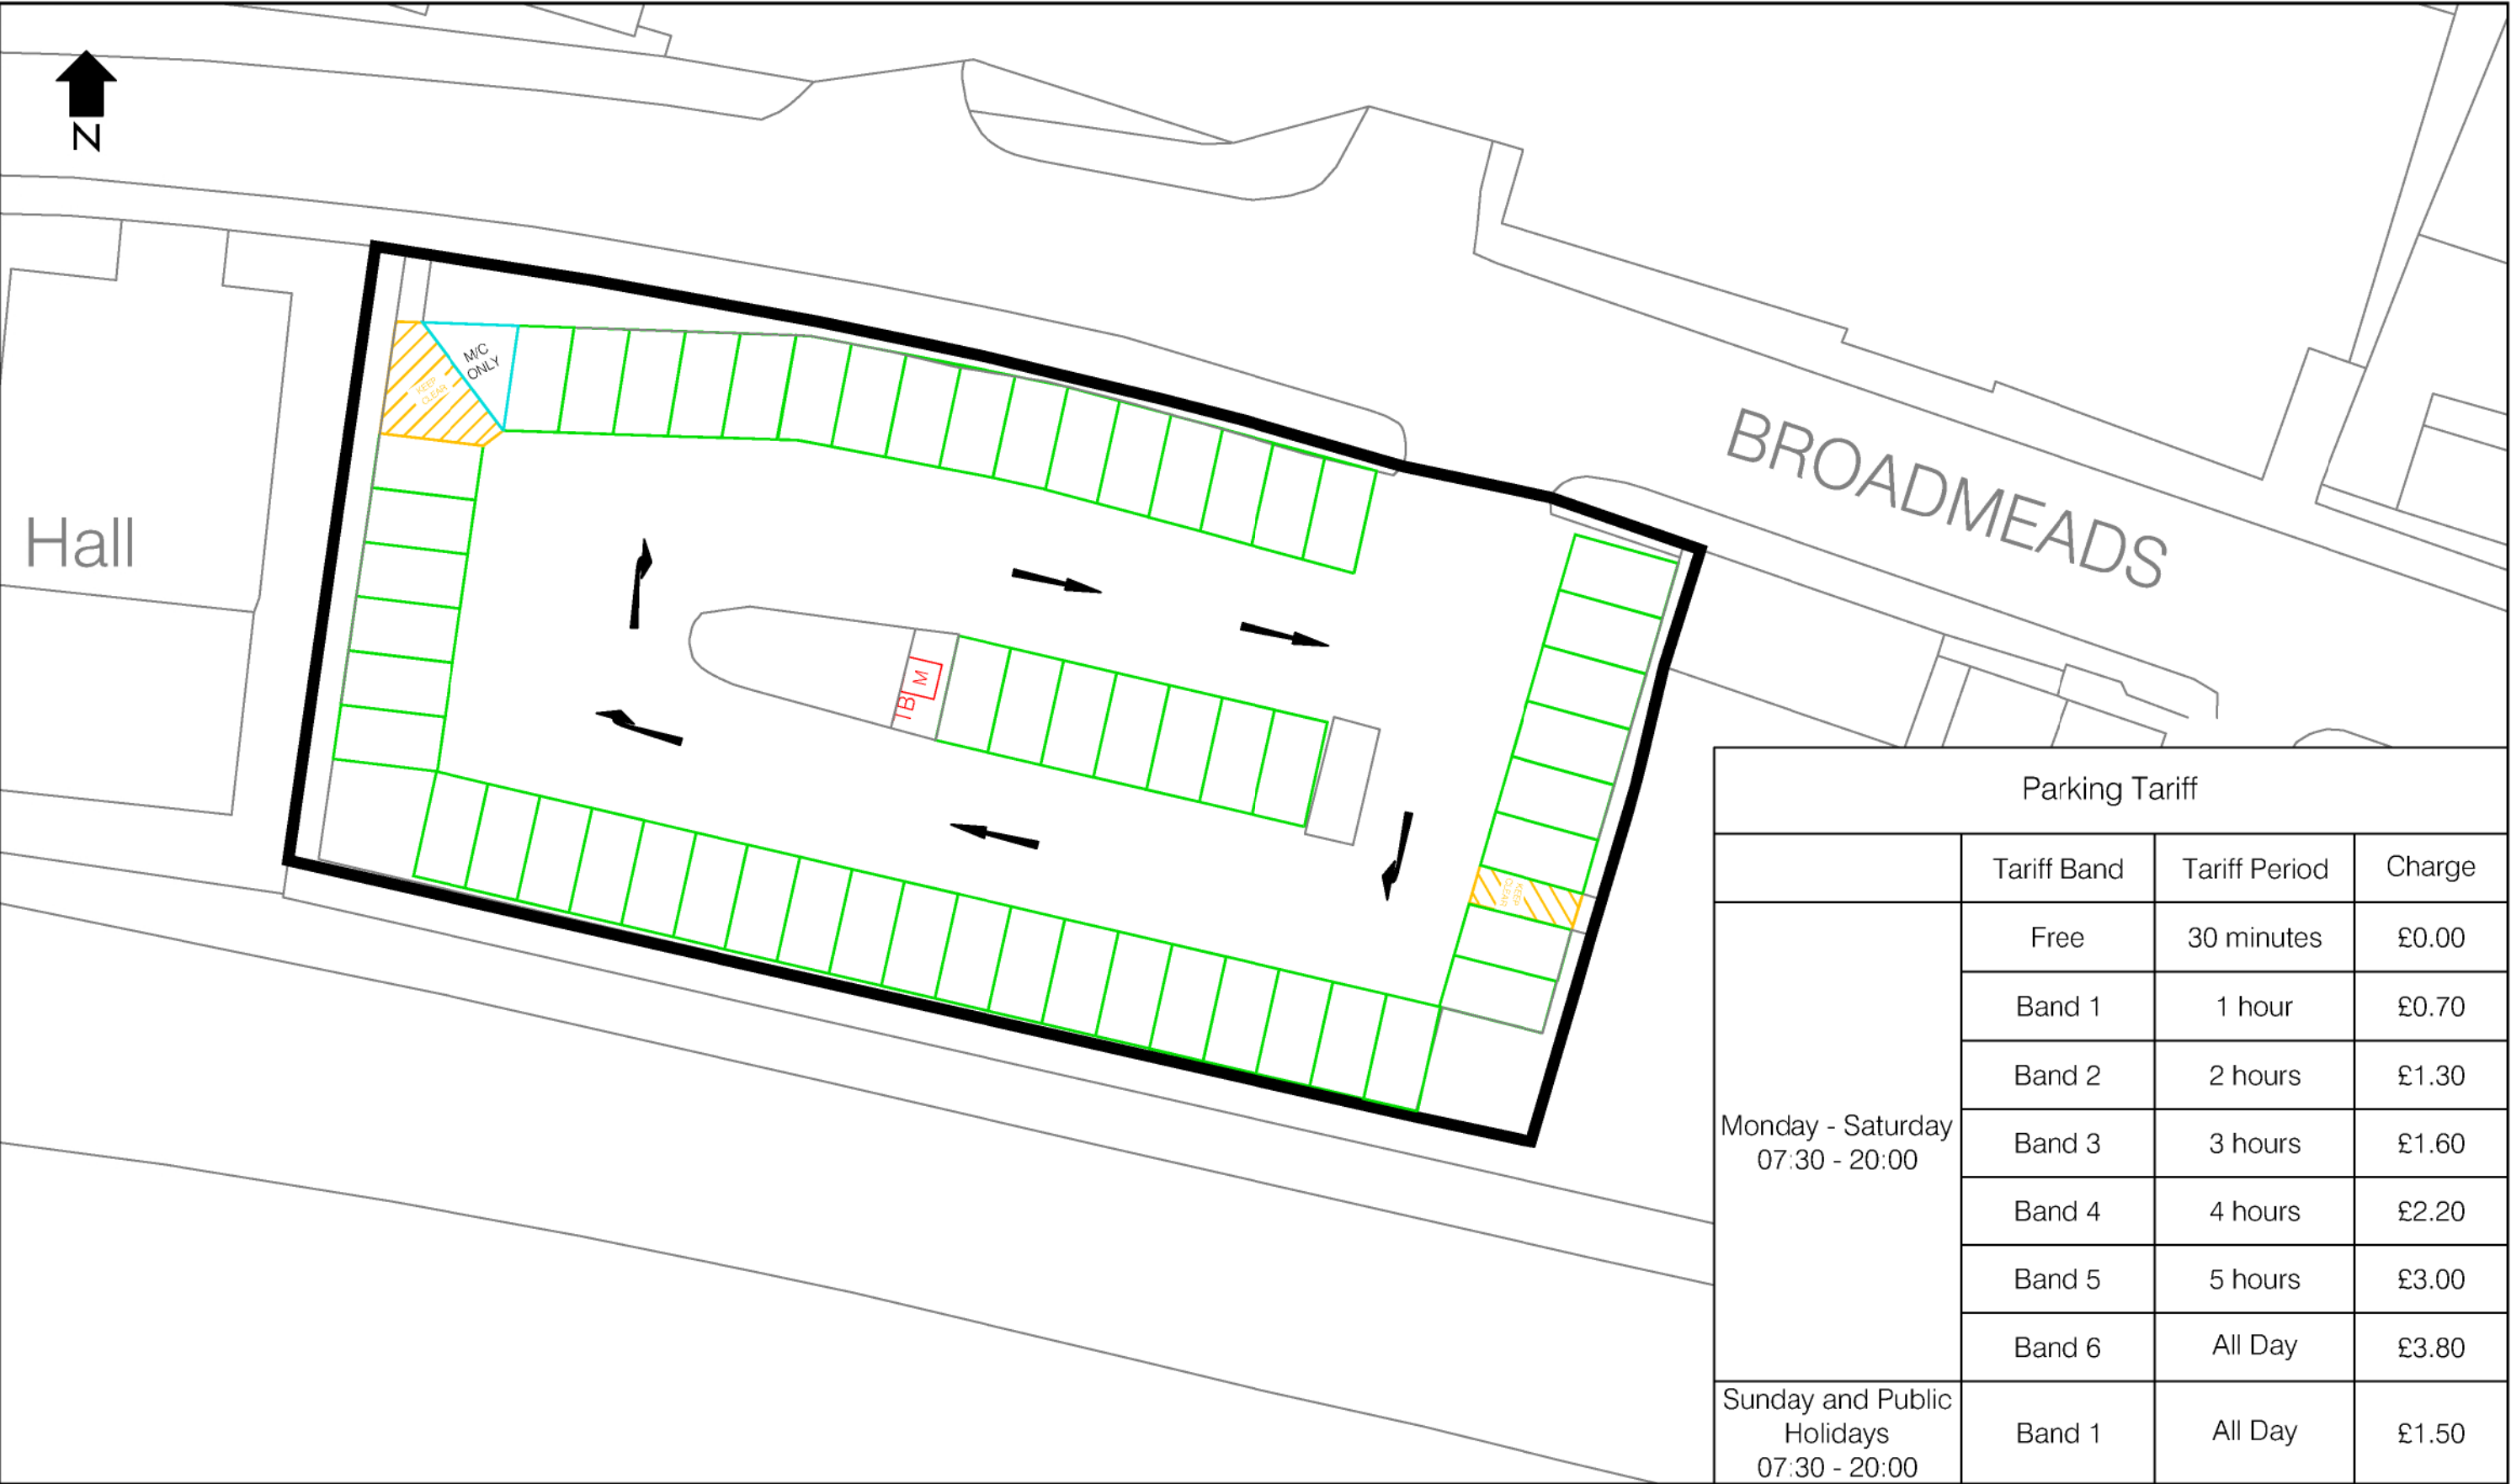 N
M/C
ONLY
KEEP
CLEAR
Hall
BROADMEADS
M
TB
KEEP
CLEAR
Parking Tariff
Tariff Band Tariff Period Charge
Monday - Saturday
07:30 - 20:00
Free 30 minutes £0.00
Band 1 1 hour £0.70
Band 2 2 hours £1.30
Band 3 3 hours £1.60
Band 4 4 hours £2.20
Band 5 5 hours £3.00
Band 6 All Day £3.80
Sunday and Public
Holidays
07:30 - 20:00
Band 1 All Day £1.50